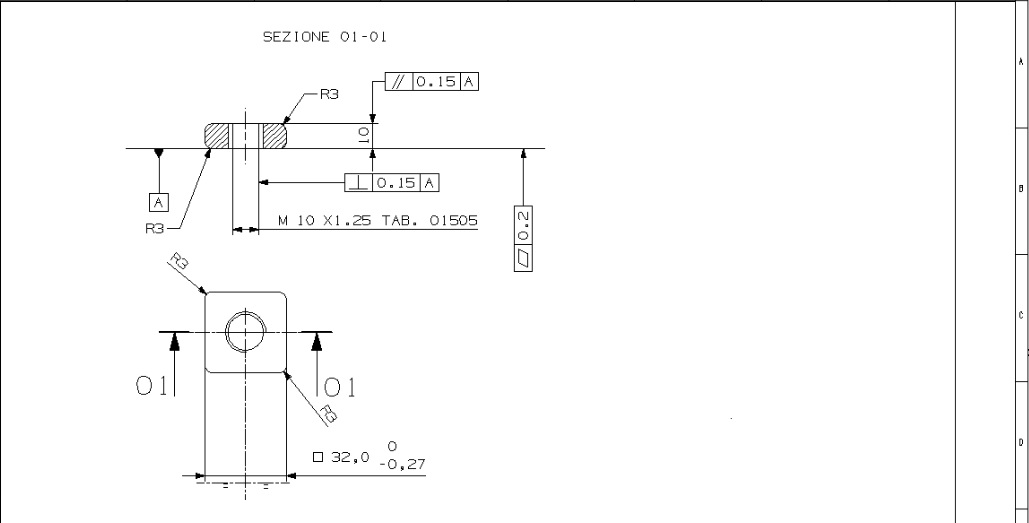 SEZIONE 01-01
// 0.15 A
R3
10
⊥ 0.15 A
A
R3
M 10 X1.25 TAB. 01505
⏥ 0.2
R3
01
01
R3
□ 32,0 0
-0,27
A
B
C
D